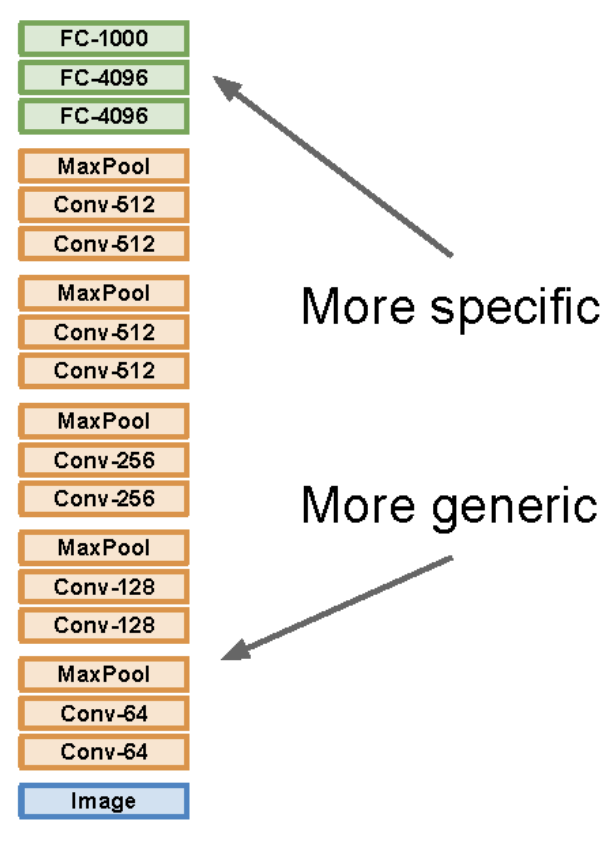 FC-1000
FC-4096
FC-4096
MaxPool
Conv-512
Conv-512
MaxPool
Conv-512
Conv-512
MaxPool
Conv-256
Conv-256
MaxPool
Conv-128
Conv-128
MaxPool
Conv-64
Conv-64
Image
More specific
More generic